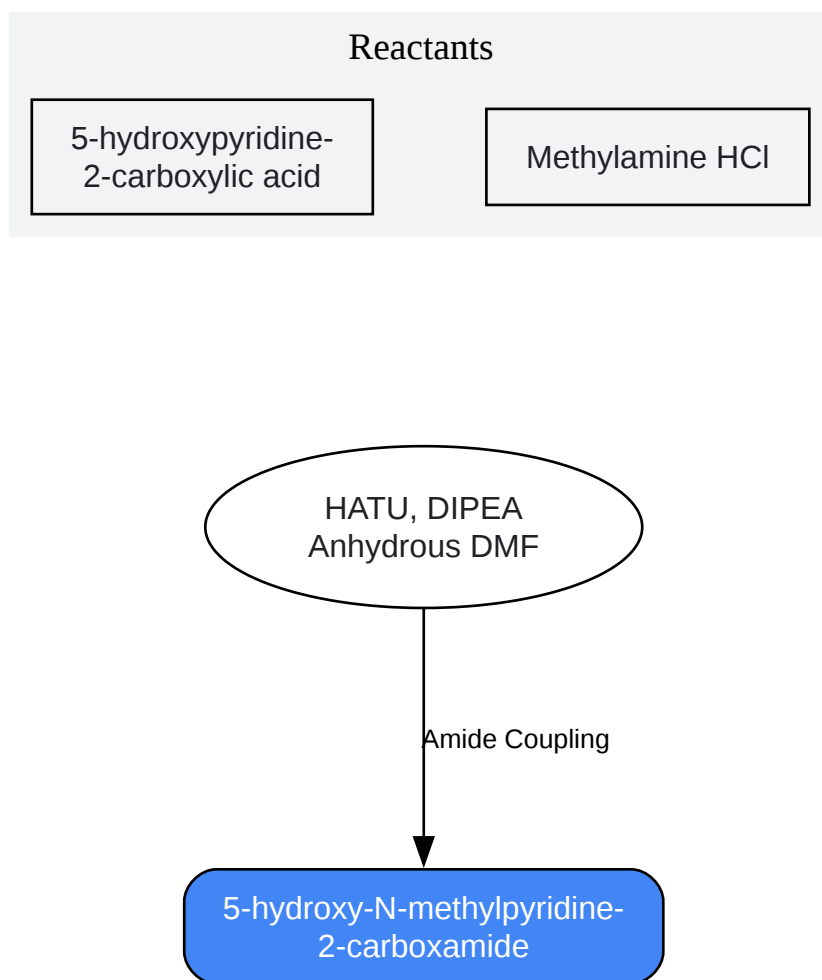 Reactants
5-hydroxypyridine-
2-carboxylic acid
Methylamine HCl
HATU, DIPEA
Anhydrous DMF
Amide Coupling
5-hydroxy-N-methylpyridine-
2-carboxamide